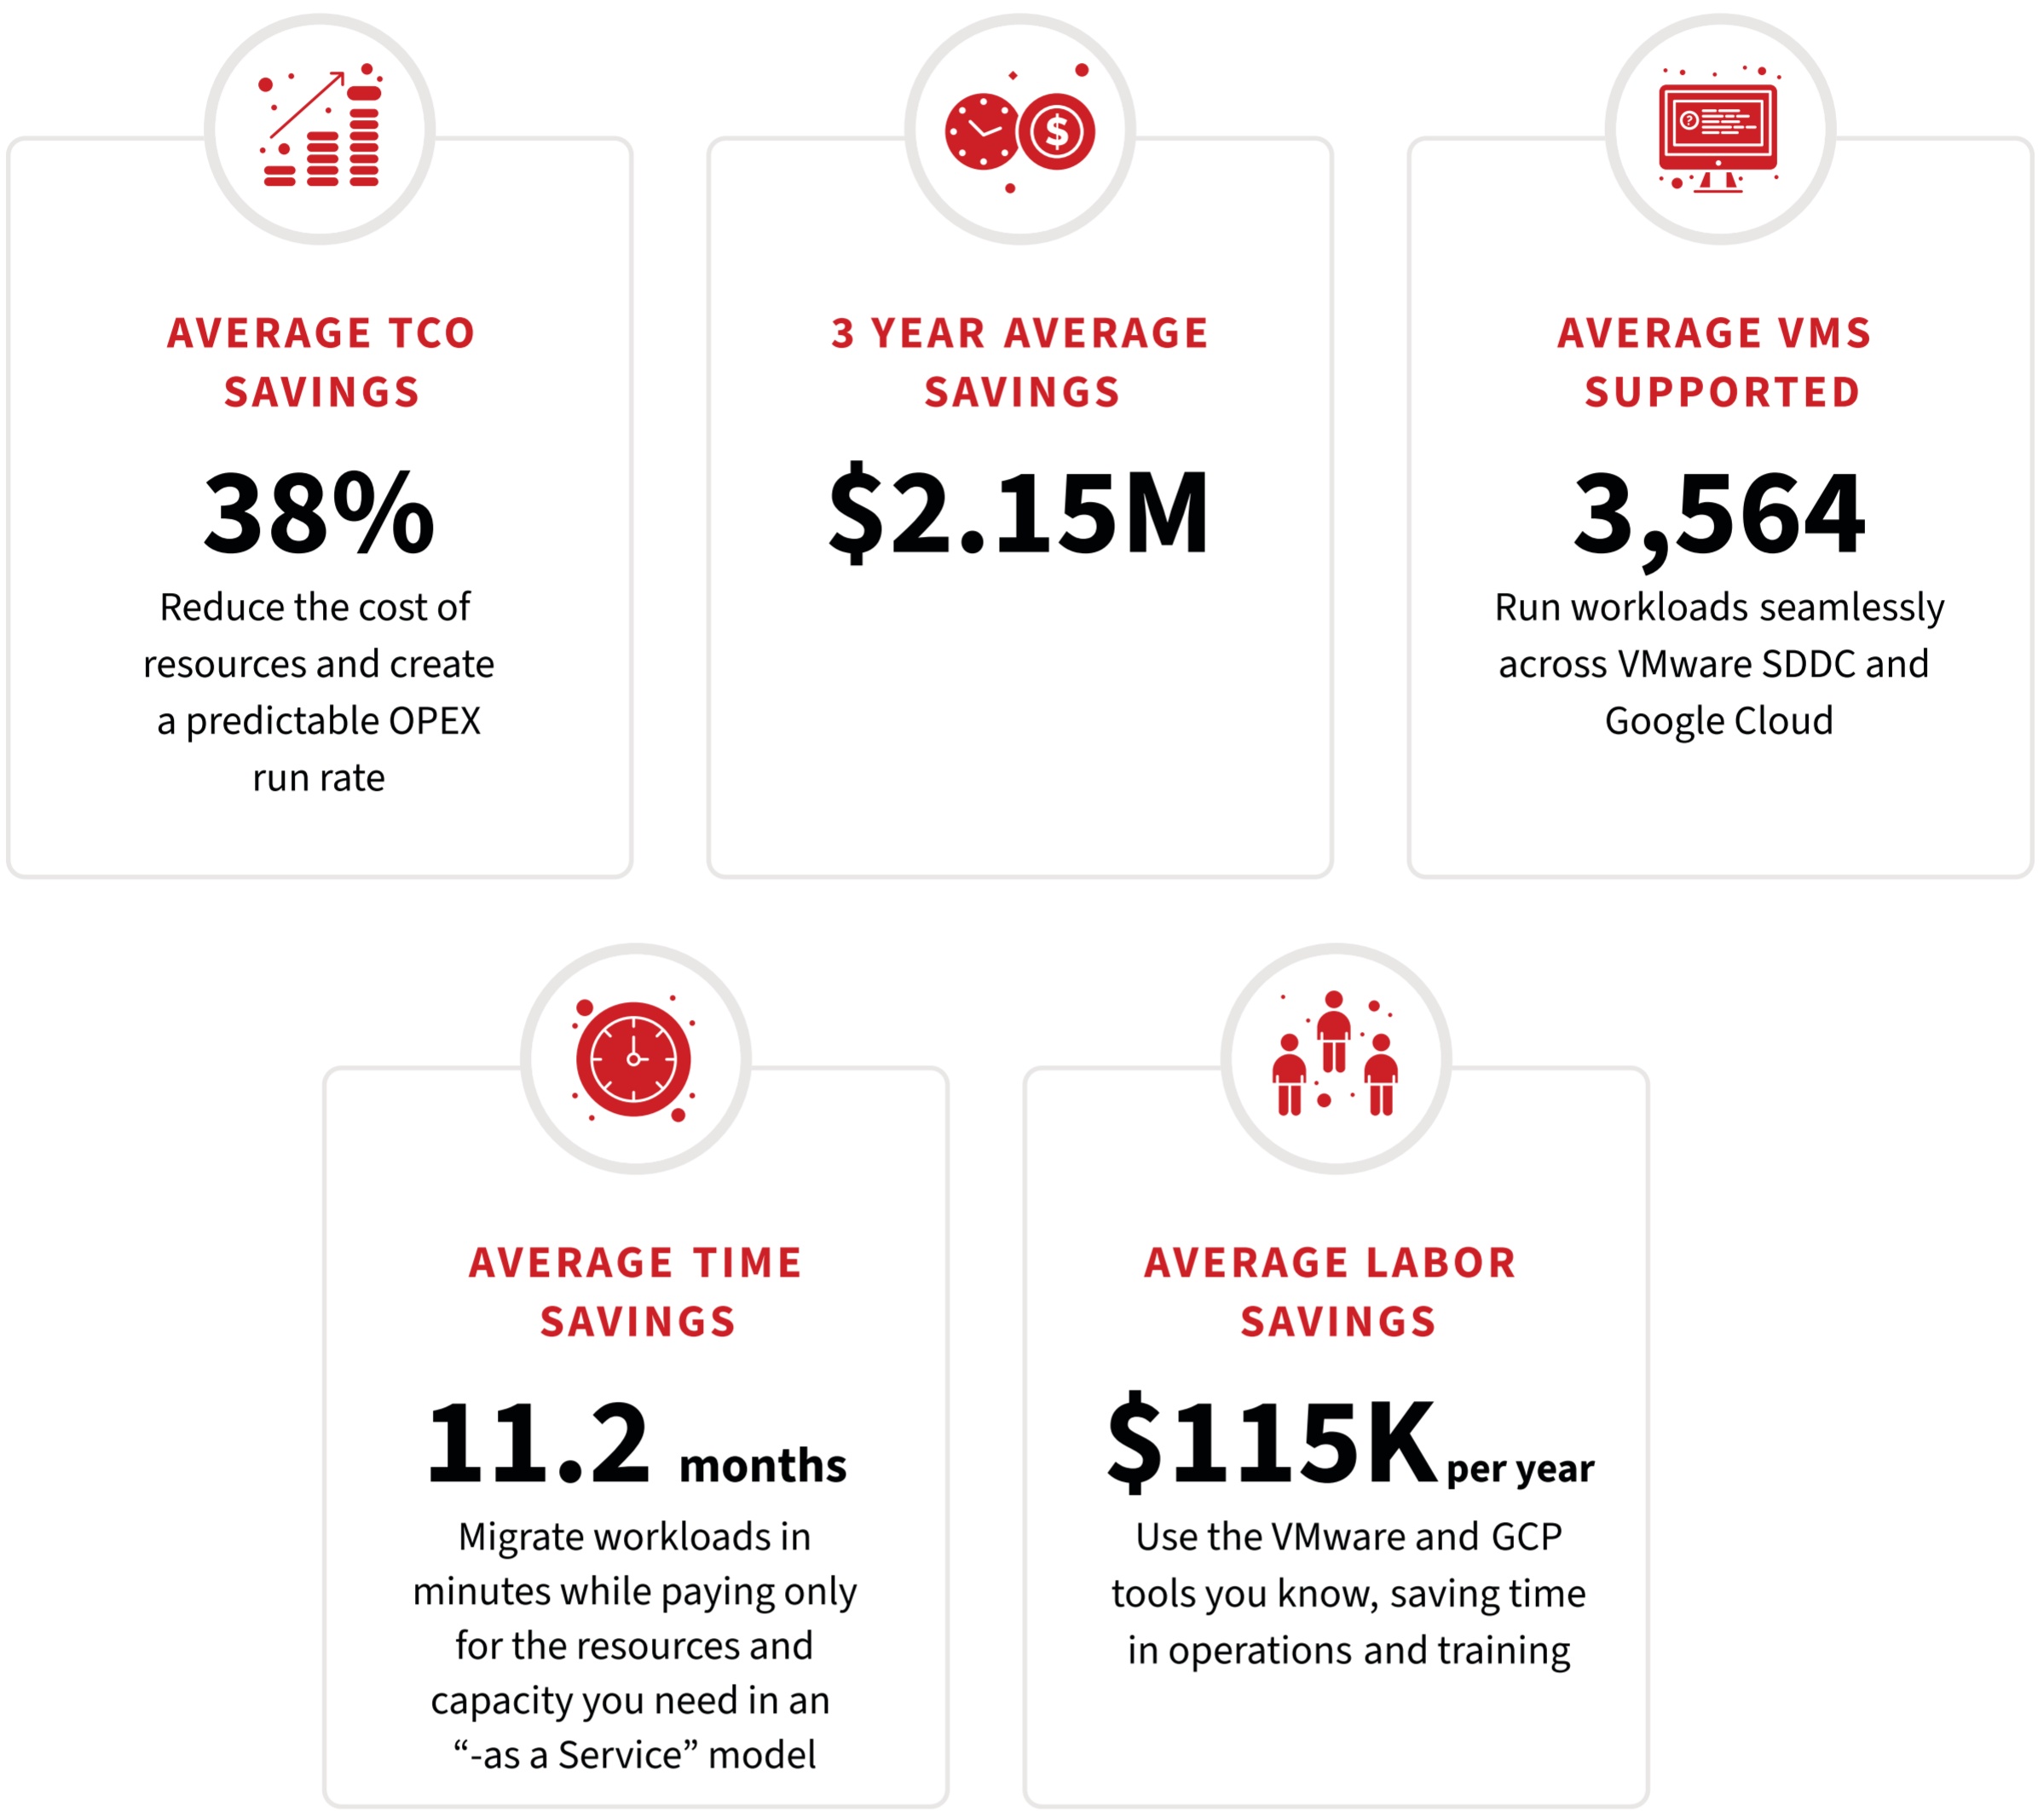 AVERAGE TCO
SAVINGS
38%
Reduce the cost of
resources and create
a predictable OPEX
run rate
3 YEAR AVERAGE
SAVINGS
$2.15M
AVERAGE VMS
SUPPORTED
3,564
Run workloads seamlessly
across VMware SDDC and
Google Cloud
AVERAGE TIME
SAVINGS
11.2 months
Migrate workloads in
minutes while paying only
for the resources and
capacity you need in an
“-as a Service” model
AVERAGE LABOR
SAVINGS
$115K per year
Use the VMware and GCP
tools you know, saving time
in operations and training